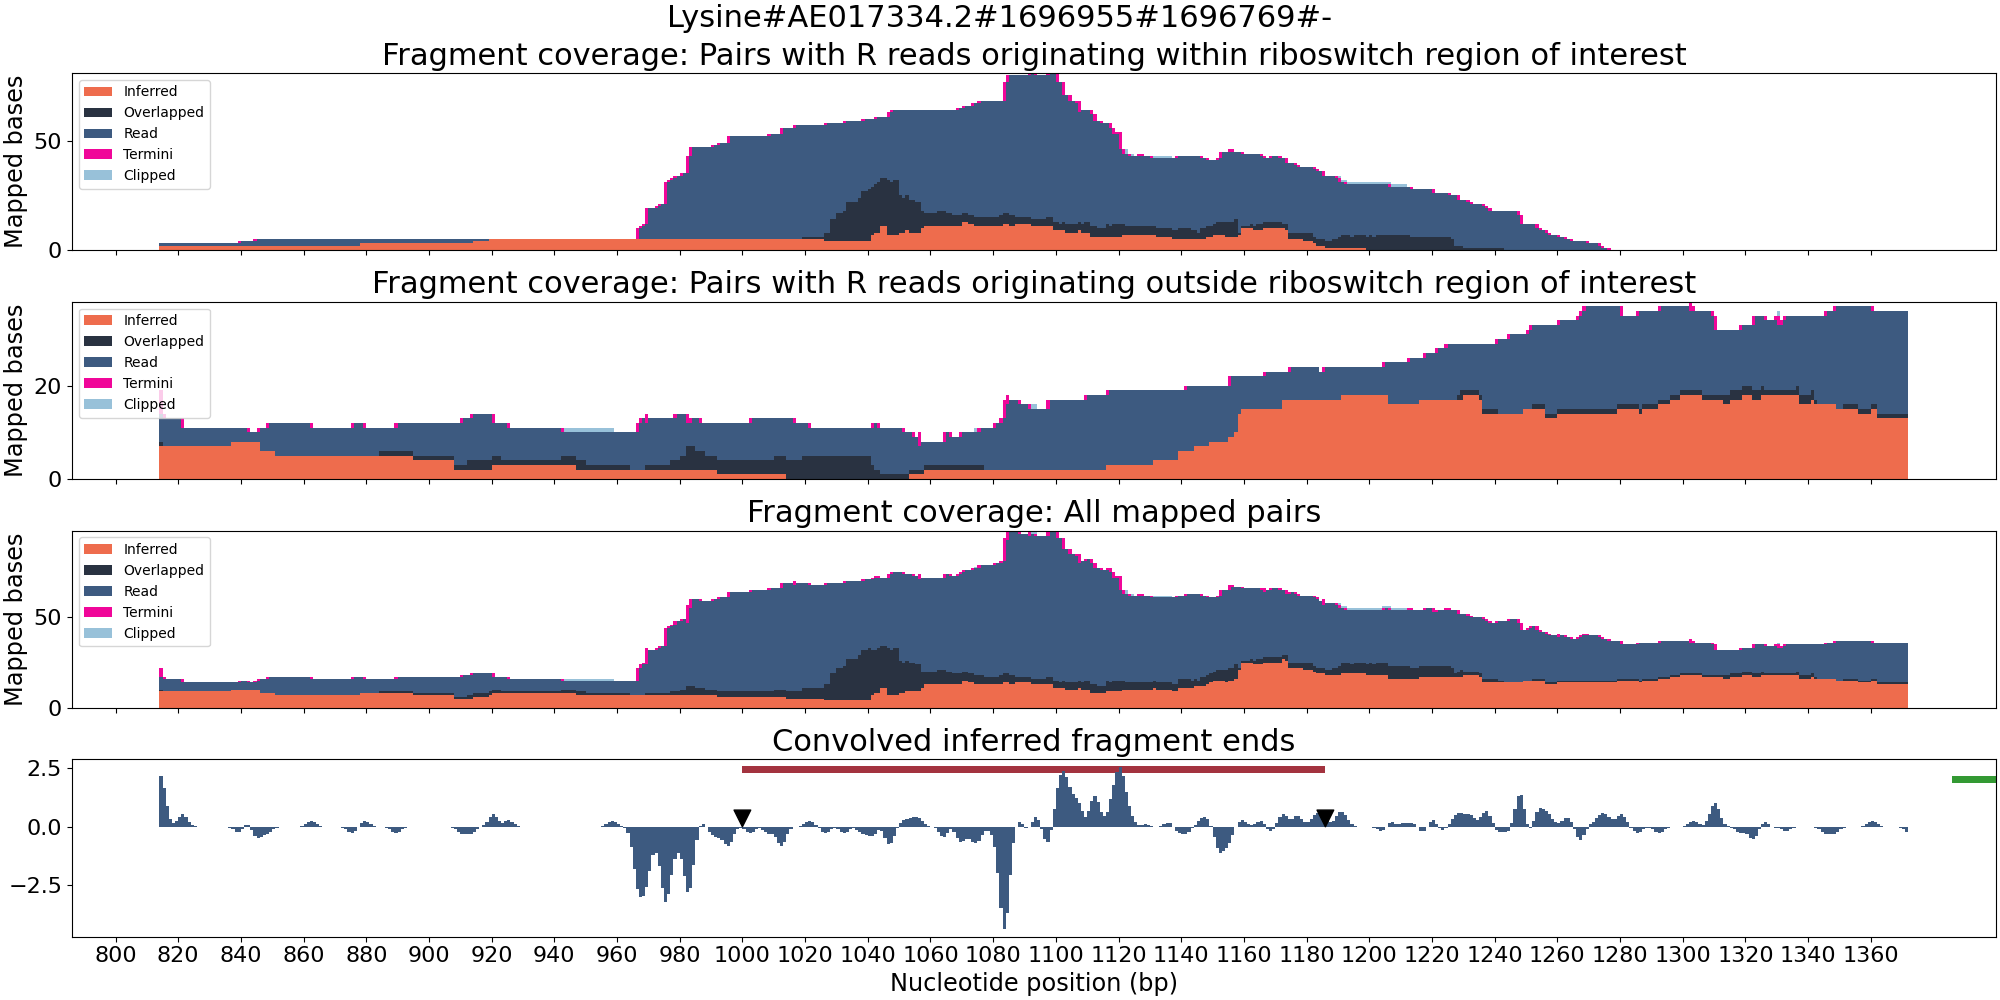 Lysine#AE017334.2#1696955#1696769#-
Fragment coverage: Pairs with R reads originating within riboswitch region of interest
Mapped bases
50
0
Inferred
Overlapped
Read
Termini
Clipped
Fragment coverage: Pairs with R reads originating outside riboswitch region of interest
Mapped bases
20
0
Inferred
Overlapped
Read
Termini
Clipped
Fragment coverage: All mapped pairs
Mapped bases
50
0
Inferred
Overlapped
Read
Termini
Clipped
Convolved inferred fragment ends
2.5
0.0
−2.5
800 820 840 860 880 900 920 940 960 980 1000 1020 1040 1060 1080 1100 1120 1140 1160 1180 1200 1220 1240 1260 1280 1300 1320 1340 1360
Nucleotide position (bp)